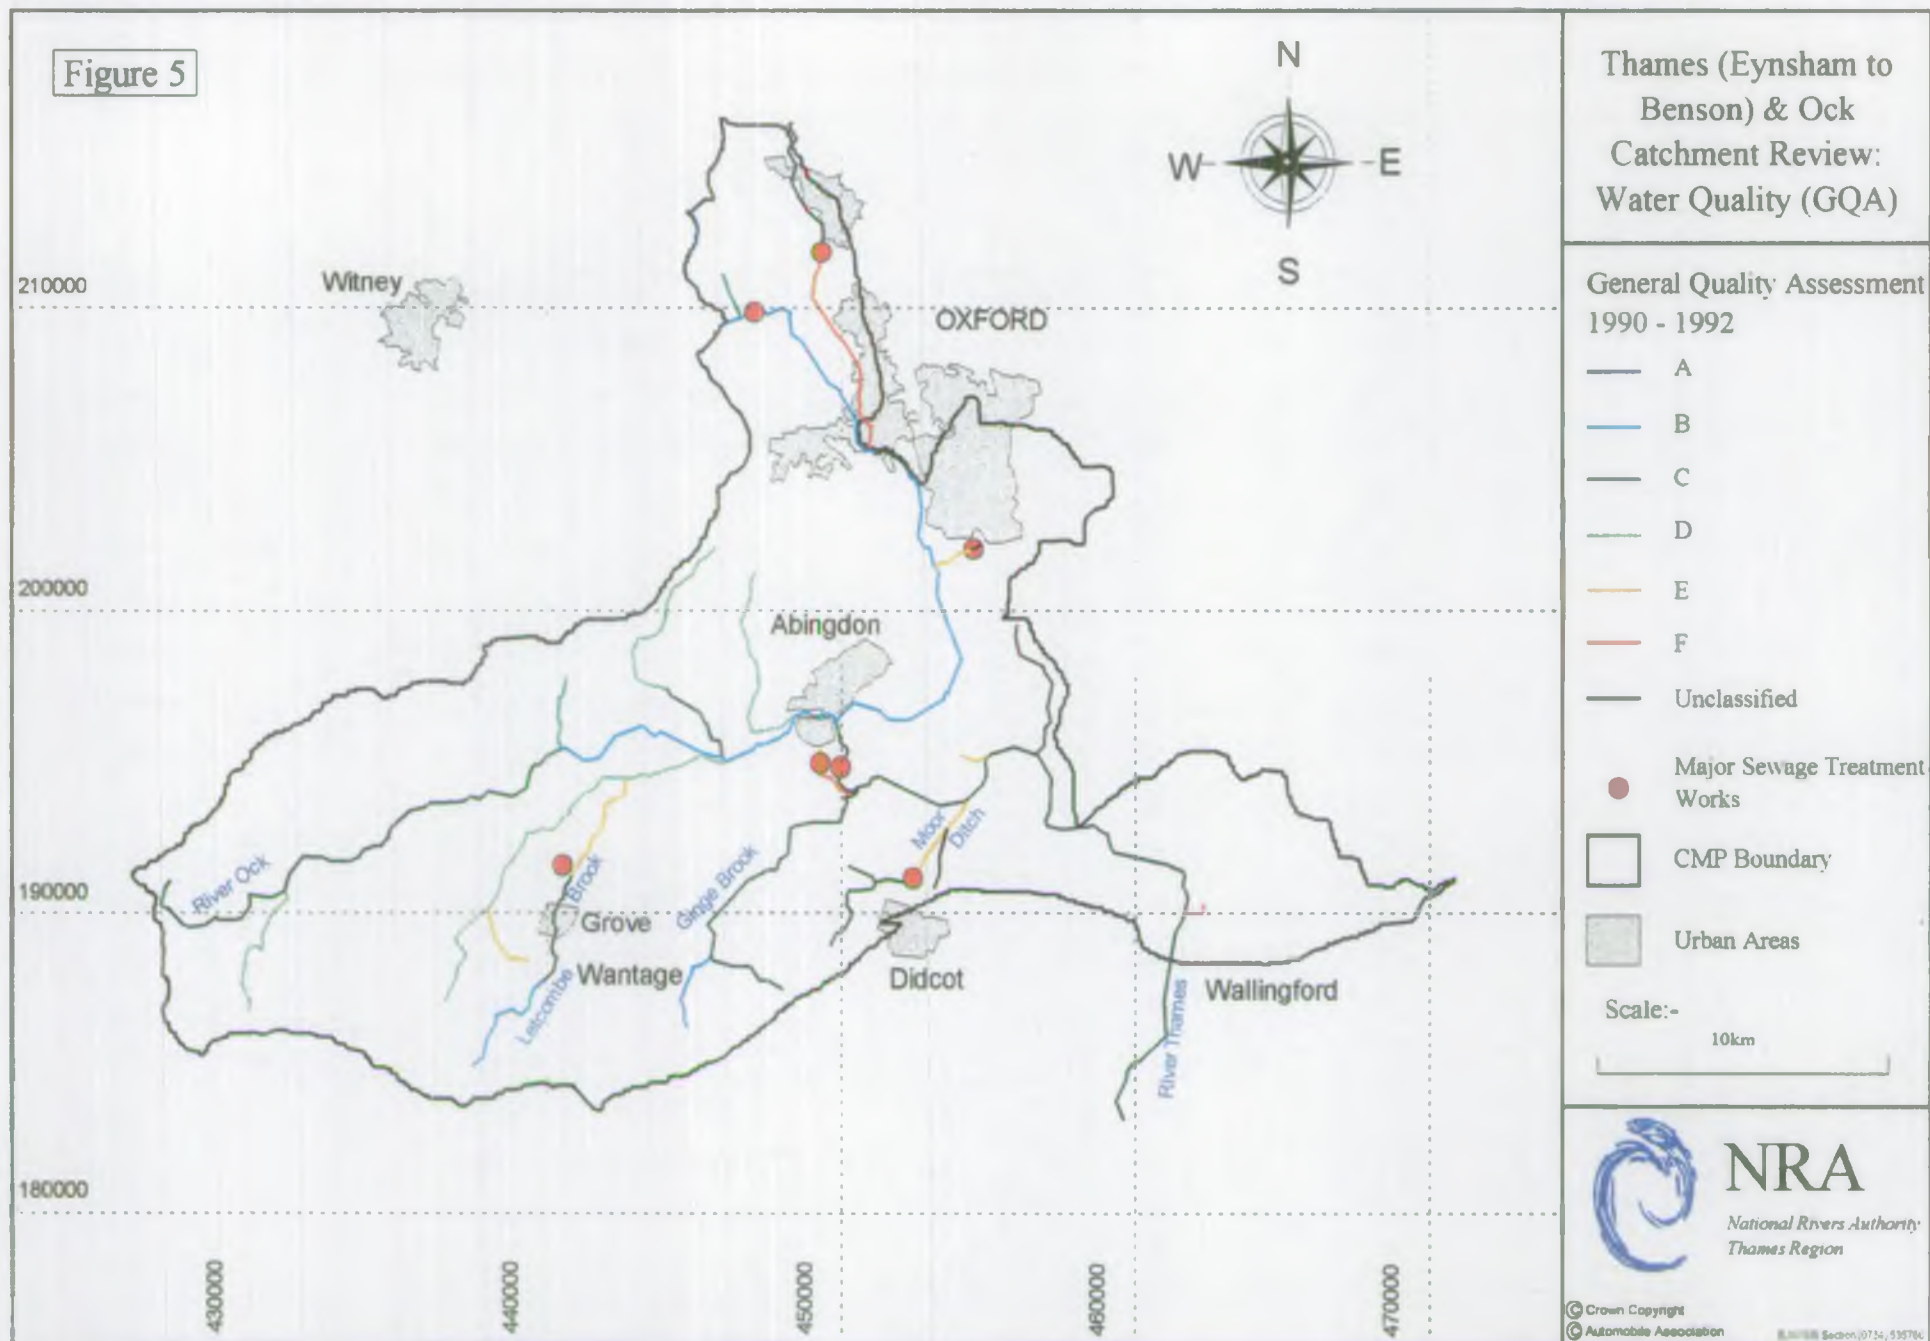 Figure 5
N
W
E
S
Witney
OXFORD
210000
200000
Abingdon
190000
River Ock
Brook
Grove
Ginge Brook
Moor
Ditch
Wantage
Letcombe
Didcot
Wallingford
River Thames
180000
430000
440000
450000
460000
470000
Thames (Eynsham to
Benson) & Ock
Catchment Review:
Water Quality (GQA)
General Quality Assessment
1990 - 1992
A
B
C
D
E
F
Unclassified
Major Sewage Treatment
Works
CMP Boundary
Urban Areas
Scale:-
10km
NRA
National Rivers Authority
Thames Region
© Crown Copyright
© Automobile Association